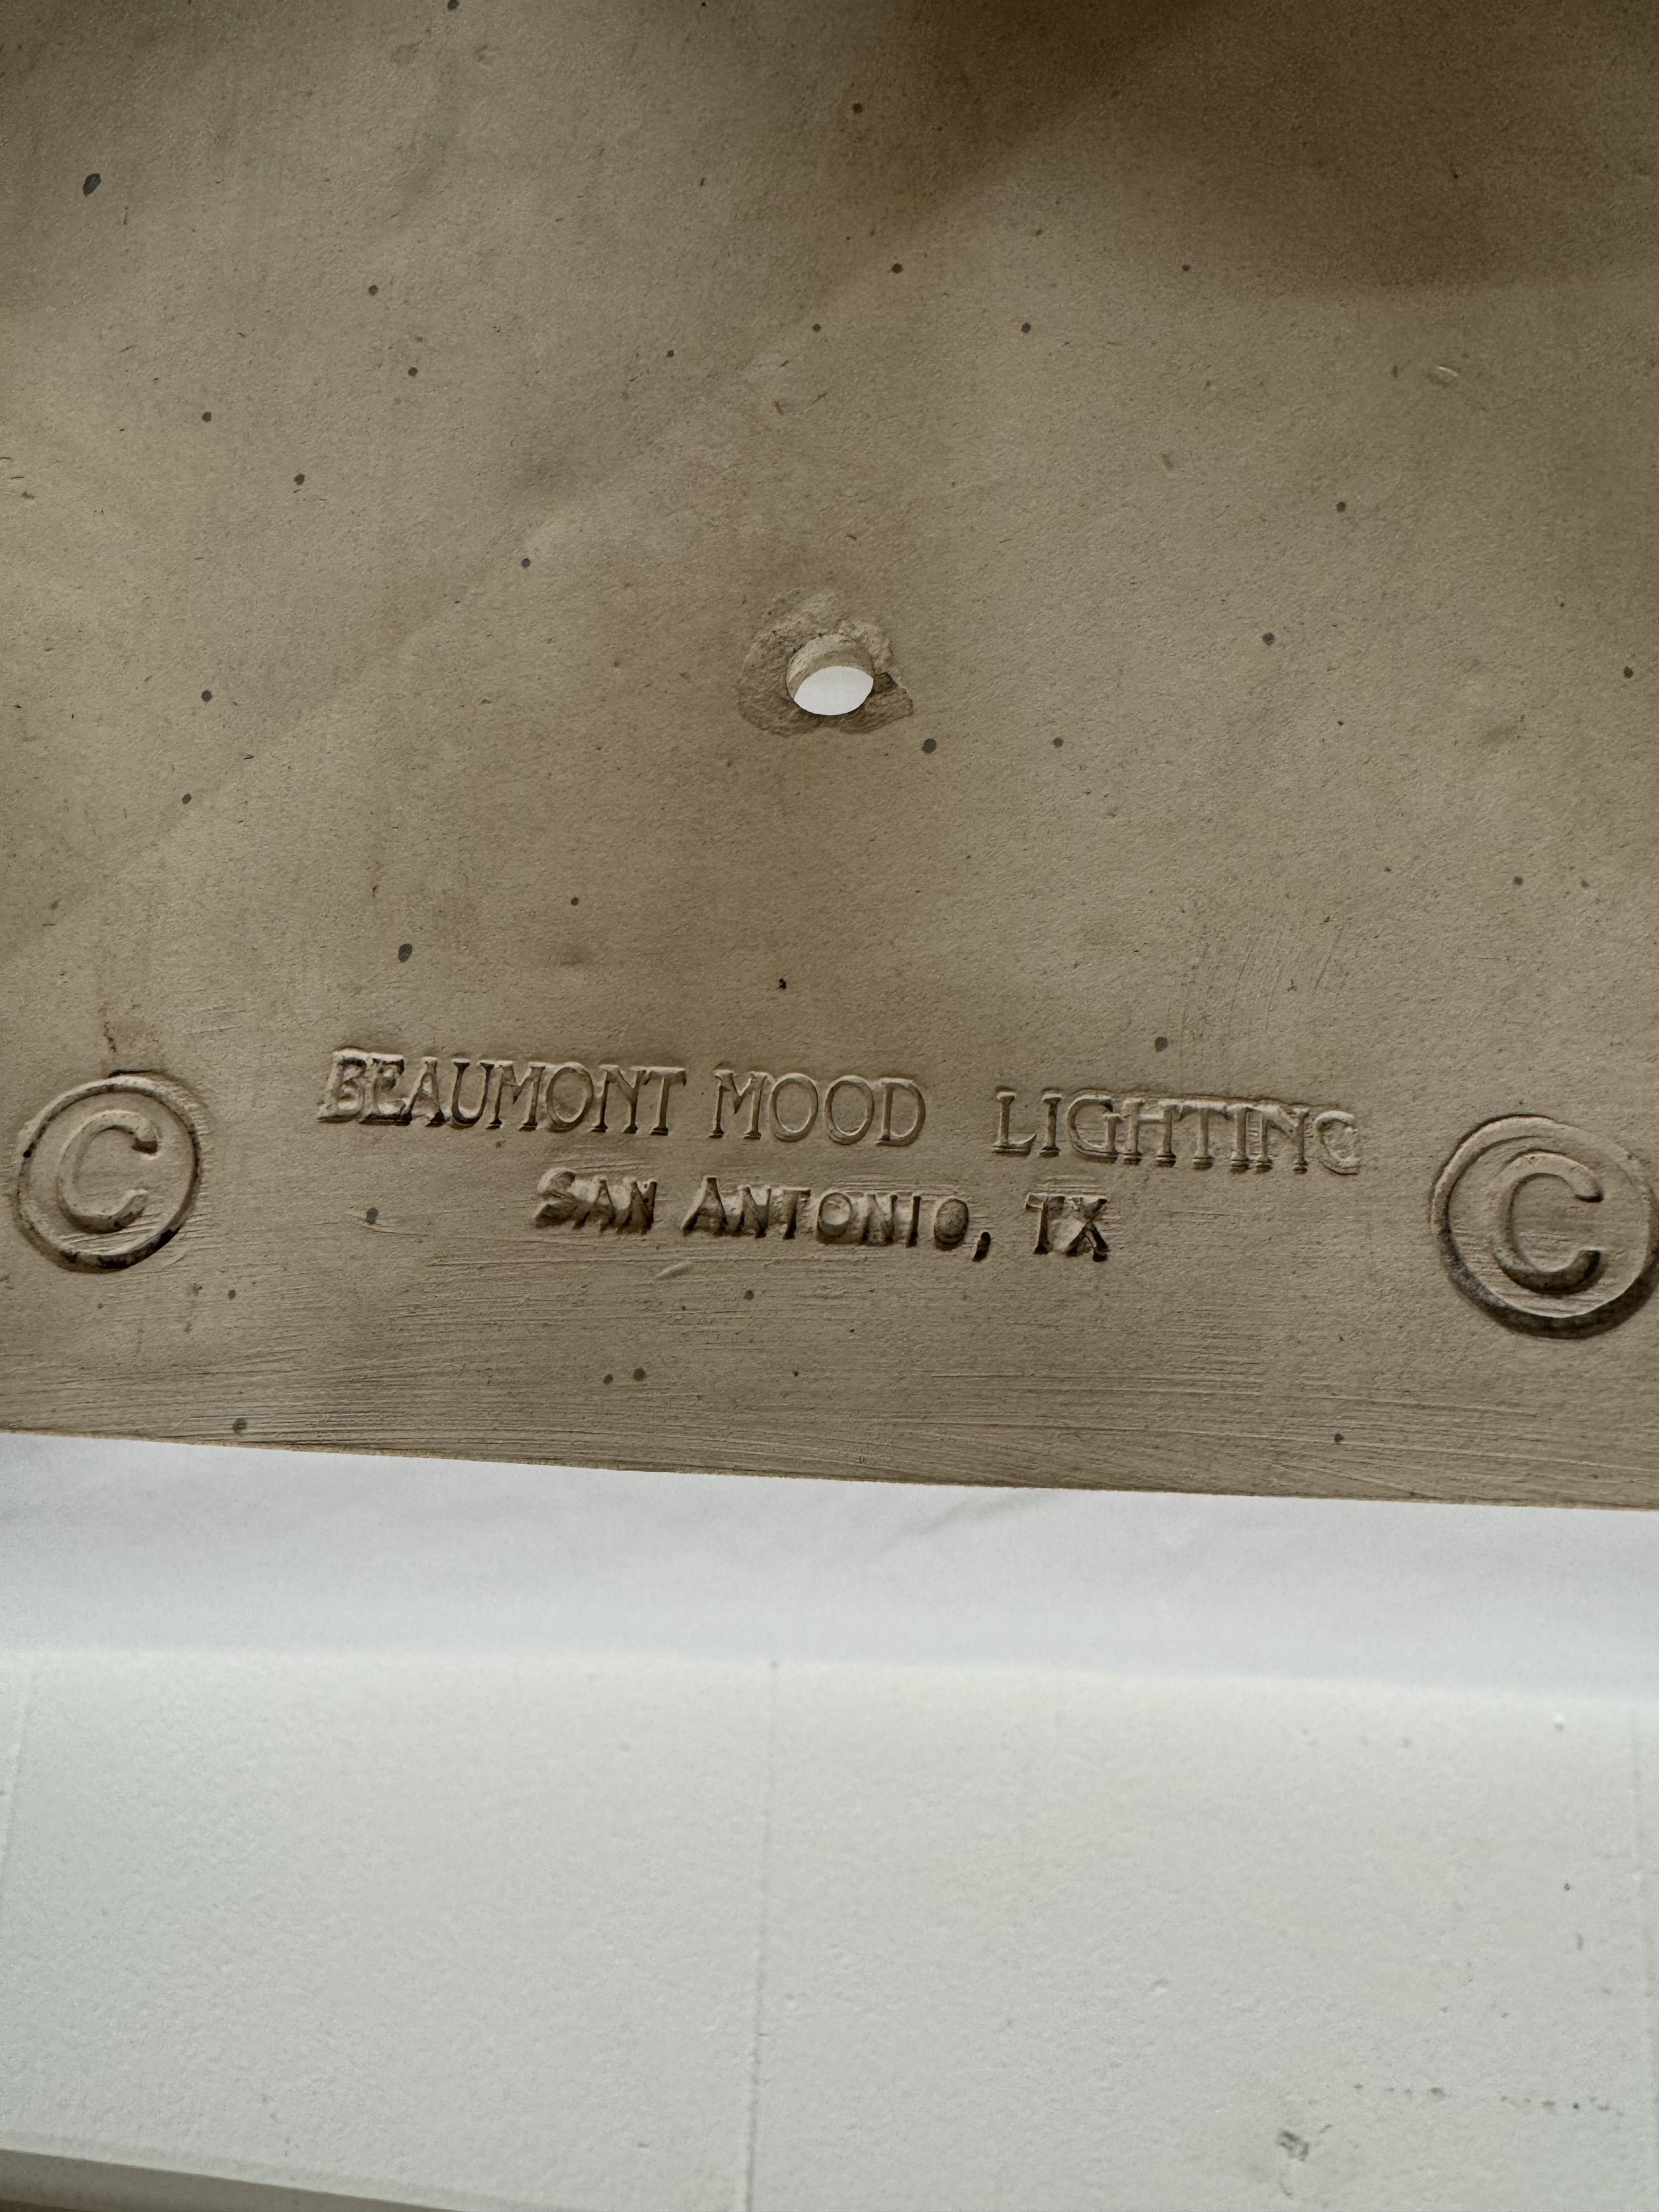 © BEAUMONT MOOD LIGHTING ©
SAN ANTONIO, TX